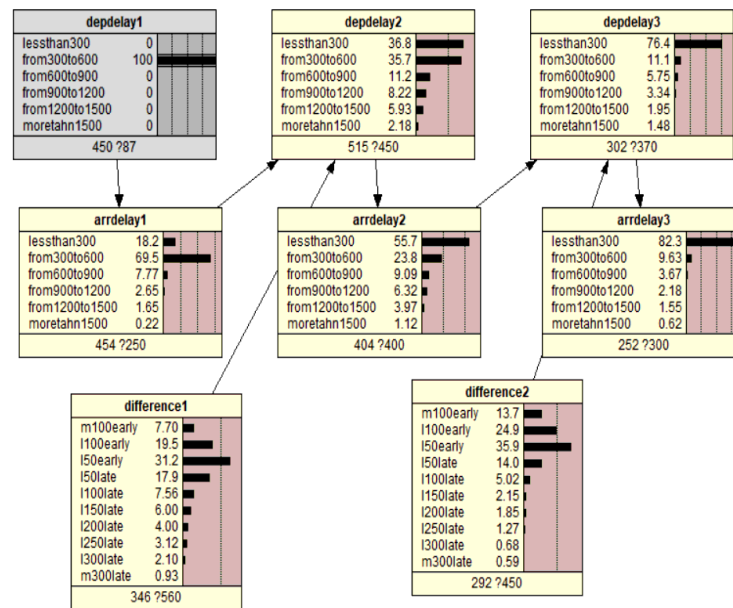 depdelay1
lessthan300 0
from300to600 100
from600to900 0
from900to1200 0
from1200to1500 0
moretahn1500 0
450 ?87
depdelay2
lessthan300 36.8
from300to600 35.7
from600to900 11.2
from900to1200 8.22
from1200to1500 5.93
moretahn1500 2.18
515 ?450
depdelay3
lessthan300 76.4
from300to600 11.1
from600to900 5.75
from900to1200 3.34
from1200to1500 1.95
moretahn1500 1.48
302 ?370
arrdelay1
lessthan300 18.2
from300to600 69.5
from600to900 7.77
from900to1200 2.65
from1200to1500 1.65
moretahn1500 0.22
454 ?250
arrdelay2
lessthan300 55.7
from300to600 23.8
from600to900 9.09
from900to1200 6.32
from1200to1500 3.97
moretahn1500 1.12
404 ?400
arrdelay3
lessthan300 82.3
from300to600 9.63
from600to900 3.67
from900to1200 2.18
from1200to1500 1.55
moretahn1500 0.62
252 ?300
difference1
m100early 7.70
l100early 19.5
l50early 31.2
l50late 17.9
l100late 7.56
l150late 6.00
l200late 4.00
l250late 3.12
l300late 2.10
m300late 0.93
346 ?560
difference2
m100early 13.7
l100early 24.9
l50early 35.9
l50late 14.0
l100late 5.02
l150late 2.15
l200late 1.85
l250late 1.27
l300late 0.68
m300late 0.59
292 ?450